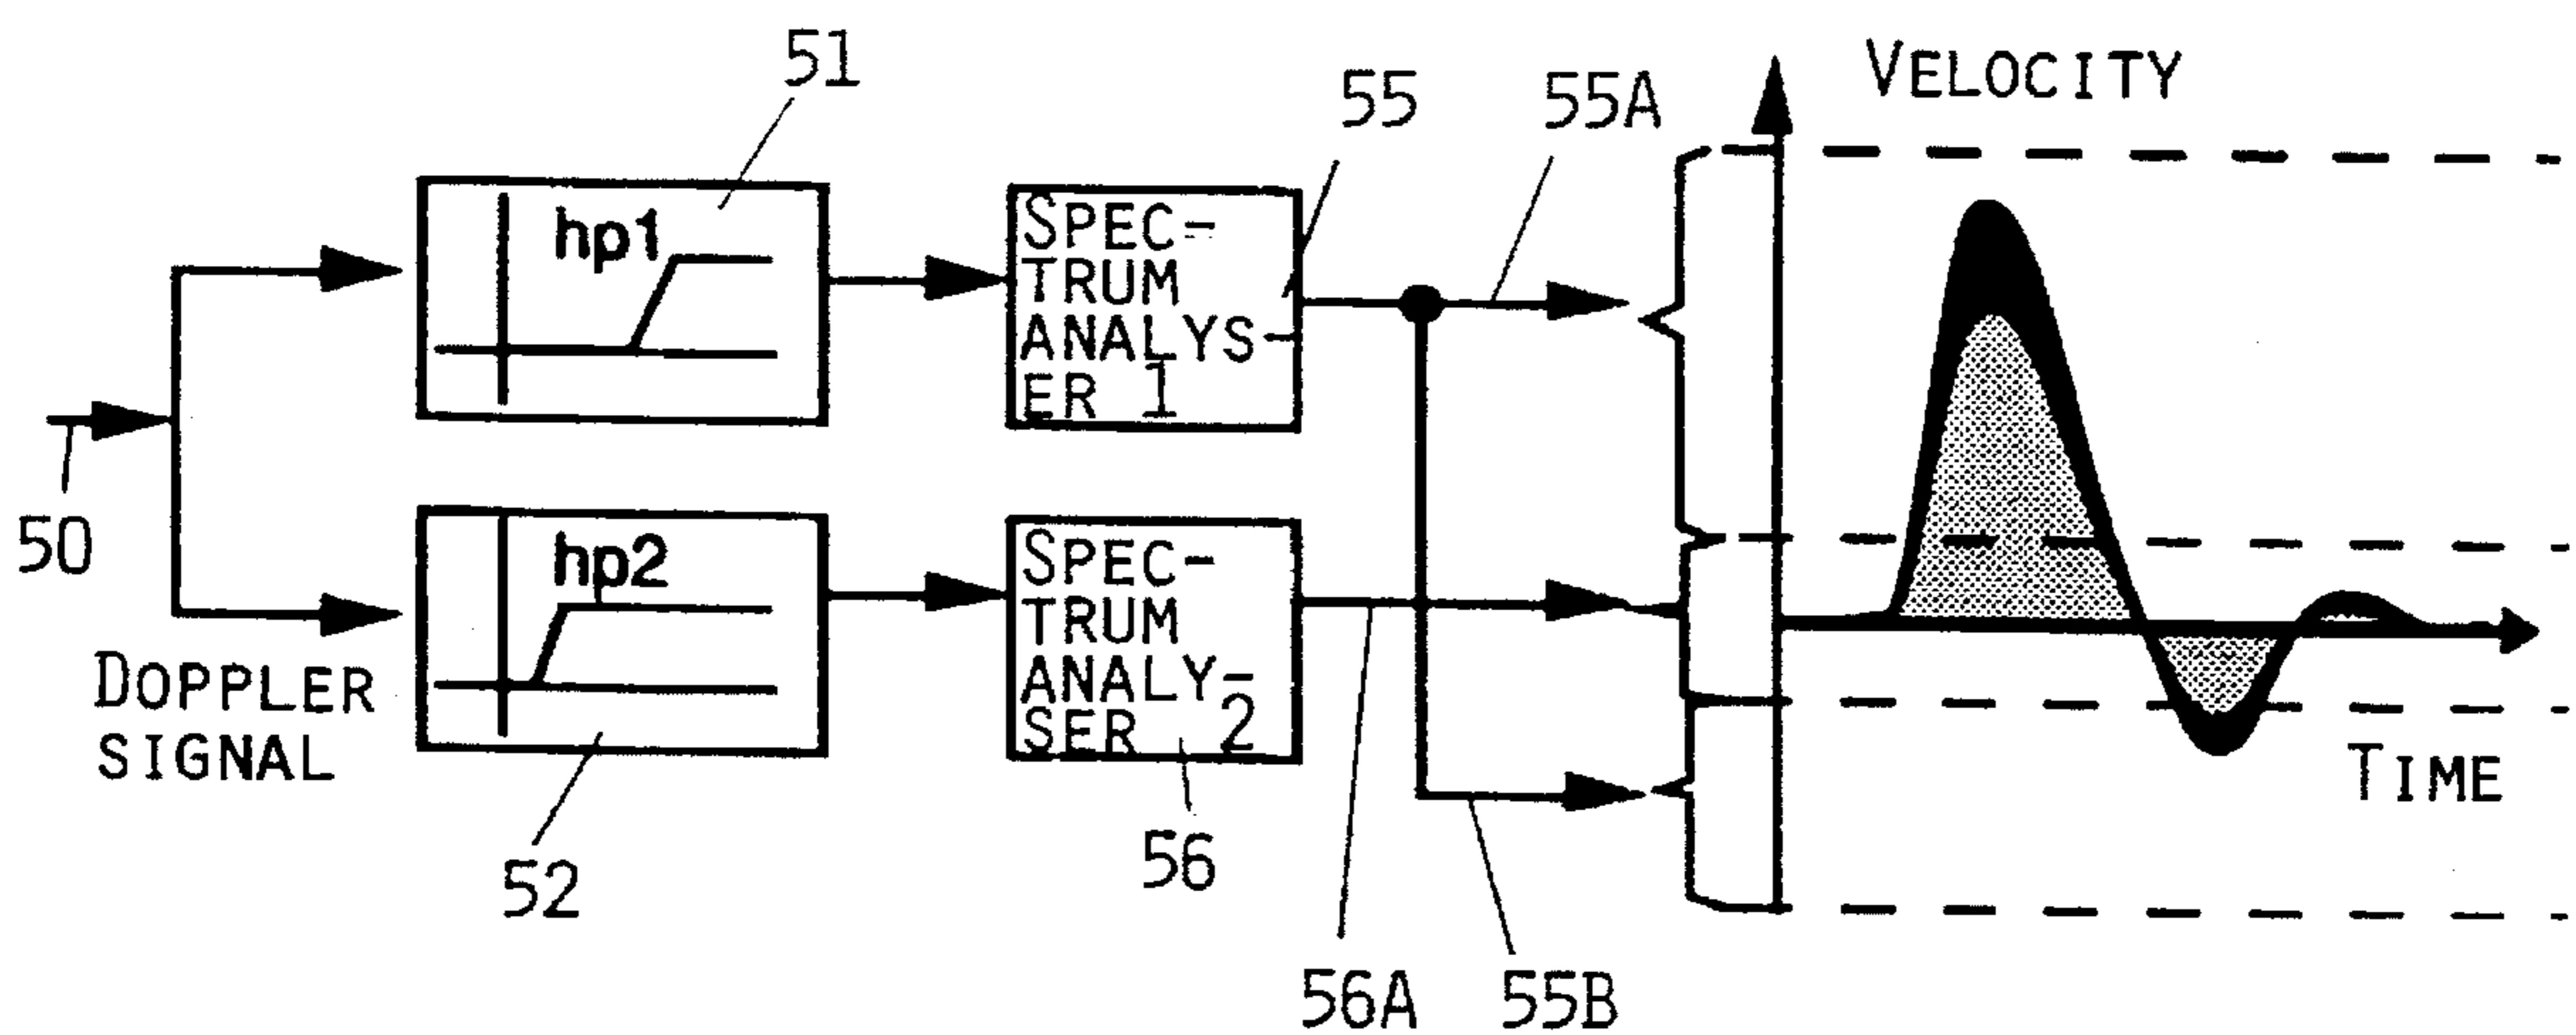 51
55
55A
VELOCITY
hp1
SPEC-
TRUM
ANALYS-
ER 1
50
hp2
SPEC-
TRUM
ANALY-
SER 2
DOPPLER
SIGNAL
TIME
52
56
56A
55B